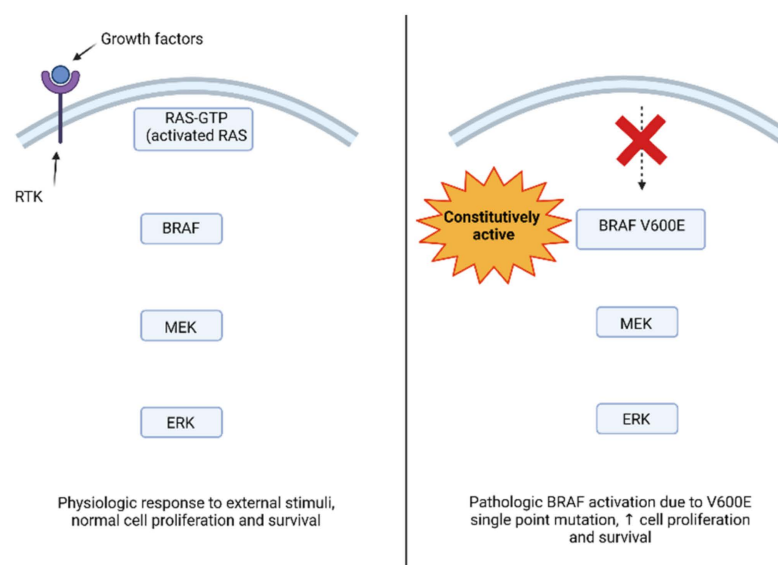 Growth factors
RTK
RAS-GTP
(activated RAS
BRAF
MEK
ERK
Physiologic response to external stimuli,
normal cell proliferation and survival
Constitutively
active
BRAF V600E
MEK
ERK
Pathologic BRAF activation due to V600E
single point mutation, ↑ cell proliferation
and survival